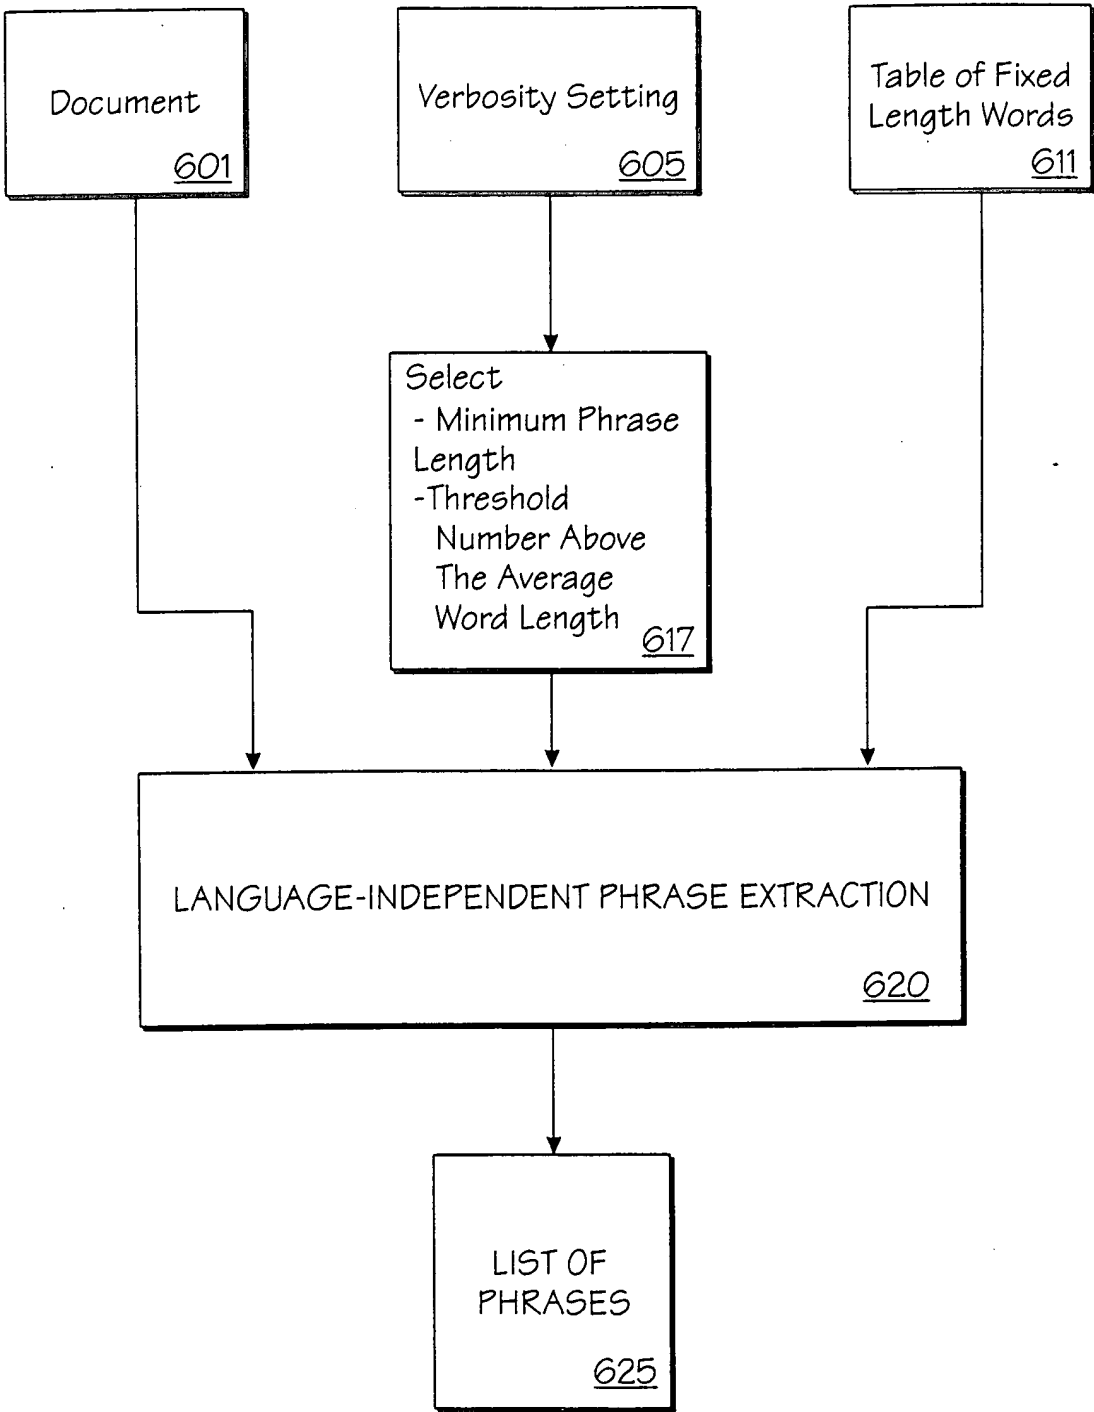 Document
601
Verbosity Setting
605
Table of Fixed
Length Words
611
Select
- Minimum Phrase
Length
-Threshold
Number Above
The Average
Word Length
617
LANGUAGE-INDEPENDENT PHRASE EXTRACTION
620
LIST OF
PHRASES
625